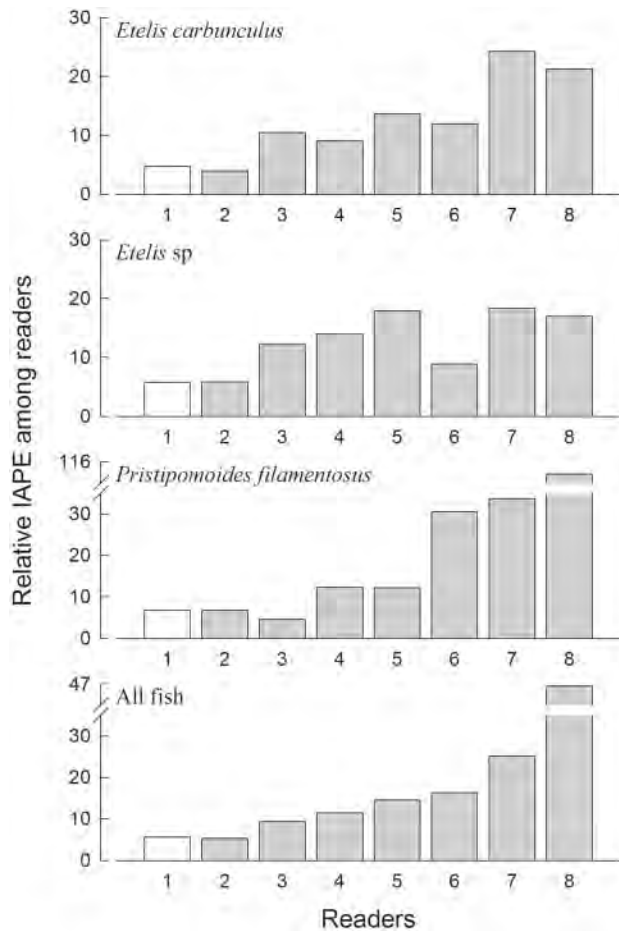 Relative IAPE among readers
Etelis carbunculus
30
20
10
0
1 2 3 4 5 6 7 8
Etelis sp
30
20
10
0
1 2 3 4 5 6 7 8
Pristipomoides filamentosus
116
30
20
10
0
1 2 3 4 5 6 7 8
All fish
47
30
20
10
0
1 2 3 4 5 6 7 8
Readers